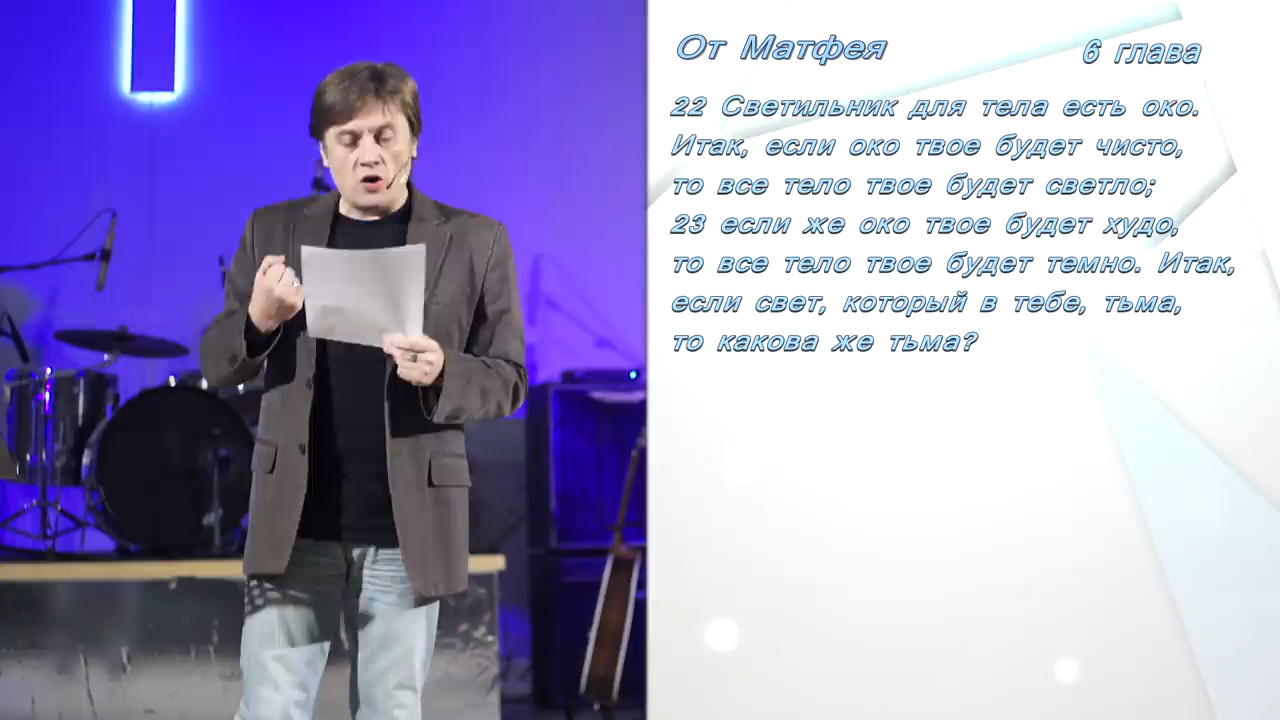 От Матфея 6 глава
22 Светильник для тела есть око.
Итак, если око твое будет чисто,
то все тело твое будет светло;
23 если же око твое будет худо,
то все тело твое будет темно. Итак,
если свет, который в тебе, тьма,
то какова же тьма?